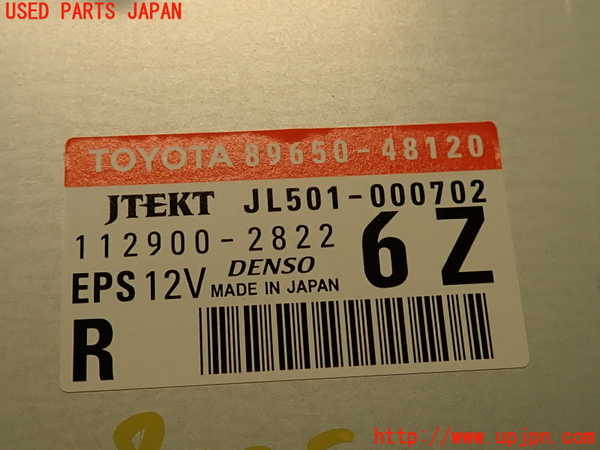 USED PARTS JAPAN
TOYOTA 89650-48120
JTEKT JL501-000702
112900-2822
6Z
EPS 12V DENSO
MADE IN JAPAN
R
http://www.upjpn.com